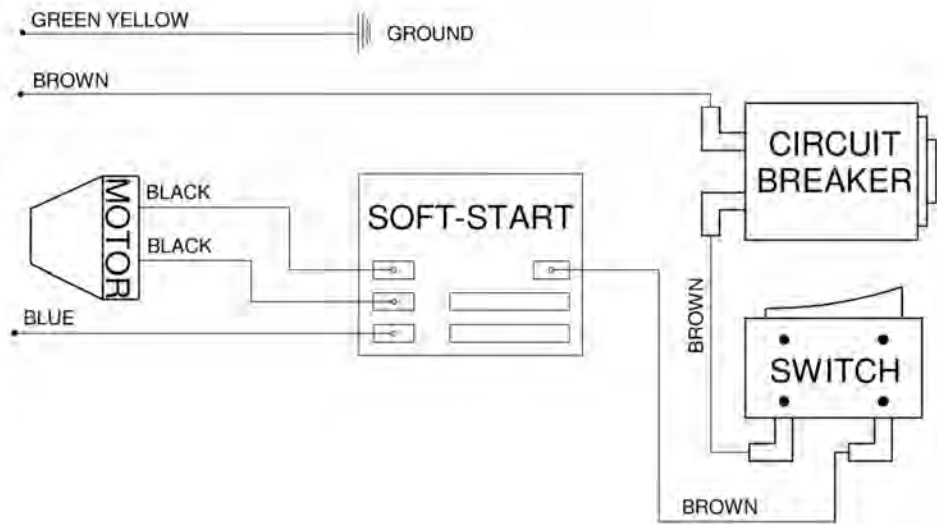 GREEN YELLOW
GROUND
BROWN
CIRCUIT
BREAKER
MOTOR
BLACK
BLACK
SOFT-START
BLUE
BROWN
SWITCH
BROWN